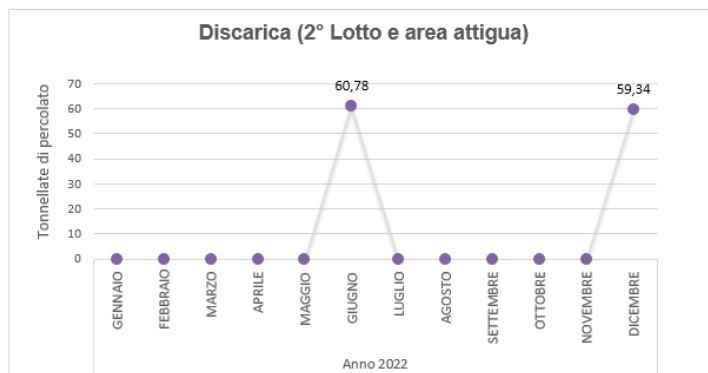 Discarica (2° Lotto e area attigua)
Tonnellate di percolato
70
60
50
40
30
20
10
0
60,78
59,34
GENNAIO
FEBBRAIO
MARZO
APRILE
MAGGIO
GIUGNO
LUGLIO
AGOSTO
SETTEMBRE
OTTOBRE
NOVEMBRE
DICEMBRE
Anno 2022